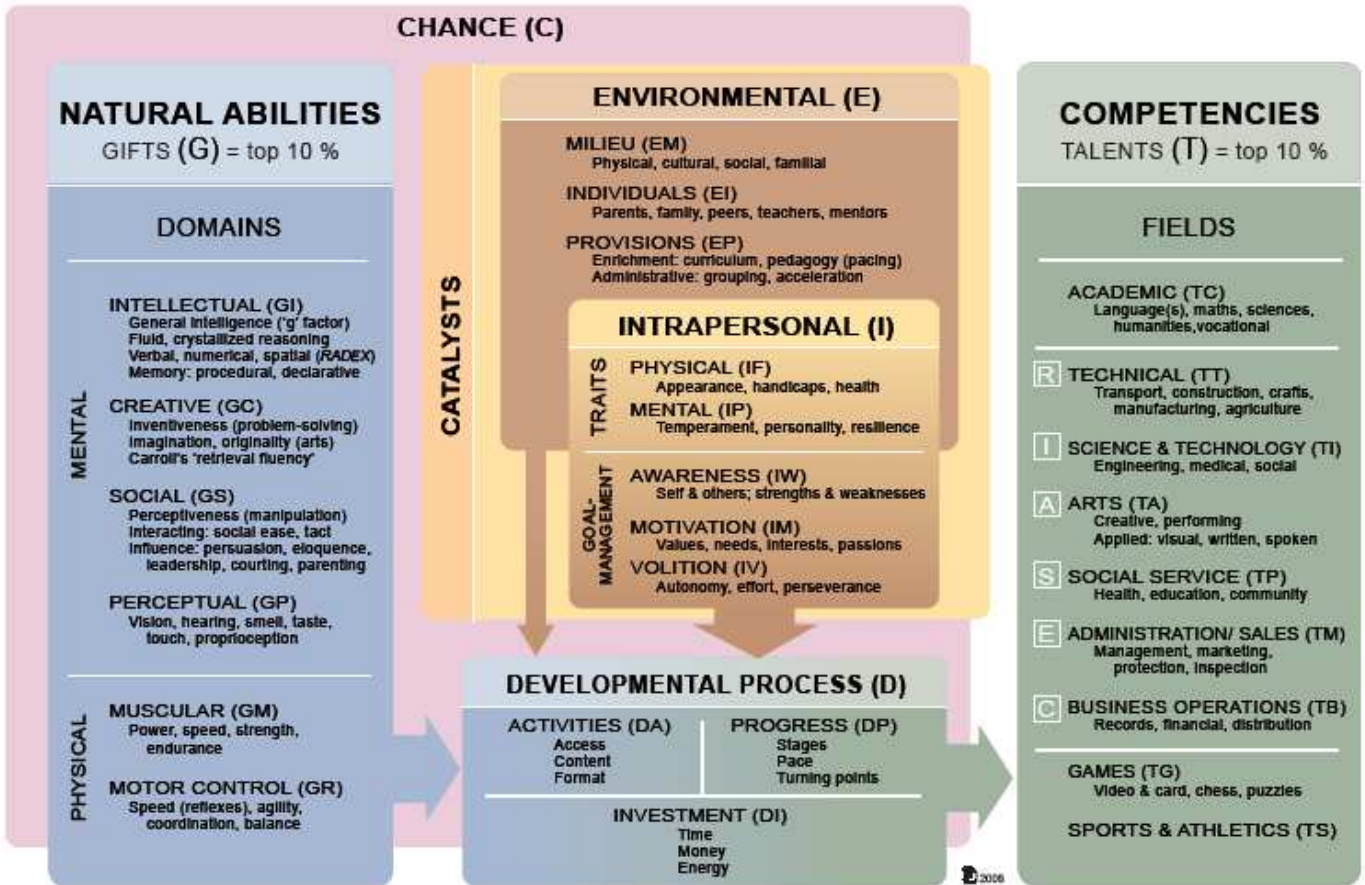 CHANCE (C)
NATURAL ABILITIES
GIFTS (G) = top 10 %
DOMAINS
MENTAL
INTELLECTUAL (GI)
General intelligence ('g' factor)
Fluid, crystallized reasoning
Verbal, numerical, spatial (RADEX)
Memory: procedural, declarative
CREATIVE (GC)
Inventiveness (problem-solving)
Imagination, originality (arts)
Carroll's 'retrieval fluency'
SOCIAL (GS)
Perceptiveness (manipulation)
Interacting: social ease, tact
Influence: persuasion, eloquence,
leadership, courting, parenting
PERCEPTUAL (GP)
Vision, hearing, smell, taste,
touch, proprioception
PHYSICAL
MUSCULAR (GM)
Power, speed, strength,
endurance
MOTOR CONTROL (GR)
Speed (reflexes), agility,
coordination, balance
CATALYSTS
ENVIRONMENTAL (E)
MILIEU (EM)
Physical, cultural, social, familial
INDIVIDUALS (EI)
Parents, family, peers, teachers, mentors
PROVISIONS (EP)
Enrichment: curriculum, pedagogy (pacing)
Administrative: grouping, acceleration
INTRAPERSONAL (I)
TRAITS
PHYSICAL (IF)
Appearance, handicaps, health
MENTAL (IP)
Temperament, personality, resilience
GOAL-
MANAGEMENT
AWARENESS (IW)
Self & others; strengths & weaknesses
MOTIVATION (IM)
Values, needs, interests, passions
VOLITION (IV)
Autonomy, effort, perseverance
DEVELOPMENTAL PROCESS (D)
ACTIVITIES (DA)
Access
Content
Format
PROGRESS (DP)
Stages
Pace
Turning points
INVESTMENT (DI)
Time
Money
Energy
COMPETENCIES
TALENTS (T) = top 10 %
FIELDS
ACADEMIC (TC)
Language(s), maths, sciences,
humanities,vocational
R TECHNICAL (TT)
Transport, construction, crafts,
manufacturing, agriculture
I SCIENCE & TECHNOLOGY (TI)
Engineering, medical, social
A ARTS (TA)
Creative, performing
Applied: visual, written, spoken
S SOCIAL SERVICE (TP)
Health, education, community
E ADMINISTRATION/ SALES (TM)
Management, marketing,
protection, inspection
C BUSINESS OPERATIONS (TB)
Records, financial, distribution
GAMES (TG)
Video & card, chess, puzzles
SPORTS & ATHLETICS (TS)